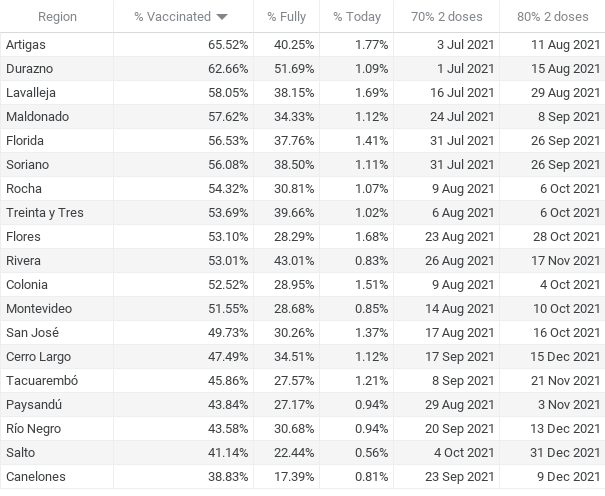 Region % Vaccinated % Fully % Today 70% 2 doses 80% 2 doses
Artigas 65.52% 40.25% 1.77% 3 Jul 2021 11 Aug 2021
Durazno 62.66% 51.69% 1.09% 1 Jul 2021 15 Aug 2021
Lavalleja 58.05% 38.15% 1.69% 16 Jul 2021 29 Aug 2021
Maldonado 57.62% 34.33% 1.12% 24 Jul 2021 8 Sep 2021
Florida 56.53% 37.76% 1.41% 31 Jul 2021 26 Sep 2021
Soriano 56.08% 38.50% 1.11% 31 Jul 2021 26 Sep 2021
Rocha 54.32% 30.81% 1.07% 9 Aug 2021 6 Oct 2021
Treinta y Tres 53.69% 39.66% 1.02% 6 Aug 2021 6 Oct 2021
Flores 53.10% 28.29% 1.68% 23 Aug 2021 28 Oct 2021
Rivera 53.01% 43.01% 0.83% 26 Aug 2021 17 Nov 2021
Colonia 52.52% 28.95% 1.51% 9 Aug 2021 4 Oct 2021
Montevideo 51.55% 28.68% 0.85% 14 Aug 2021 10 Oct 2021
San José 49.73% 30.26% 1.37% 17 Aug 2021 16 Oct 2021
Cerro Largo 47.49% 34.51% 1.12% 17 Sep 2021 15 Dec 2021
Tacuarembó 45.86% 27.57% 1.21% 8 Sep 2021 21 Nov 2021
Paysandú 43.84% 27.17% 0.94% 29 Aug 2021 3 Nov 2021
Río Negro 43.58% 30.68% 0.94% 20 Sep 2021 13 Dec 2021
Salto 41.14% 22.44% 0.56% 4 Oct 2021 31 Dec 2021
Canelones 38.83% 17.39% 0.81% 23 Sep 2021 9 Dec 2021